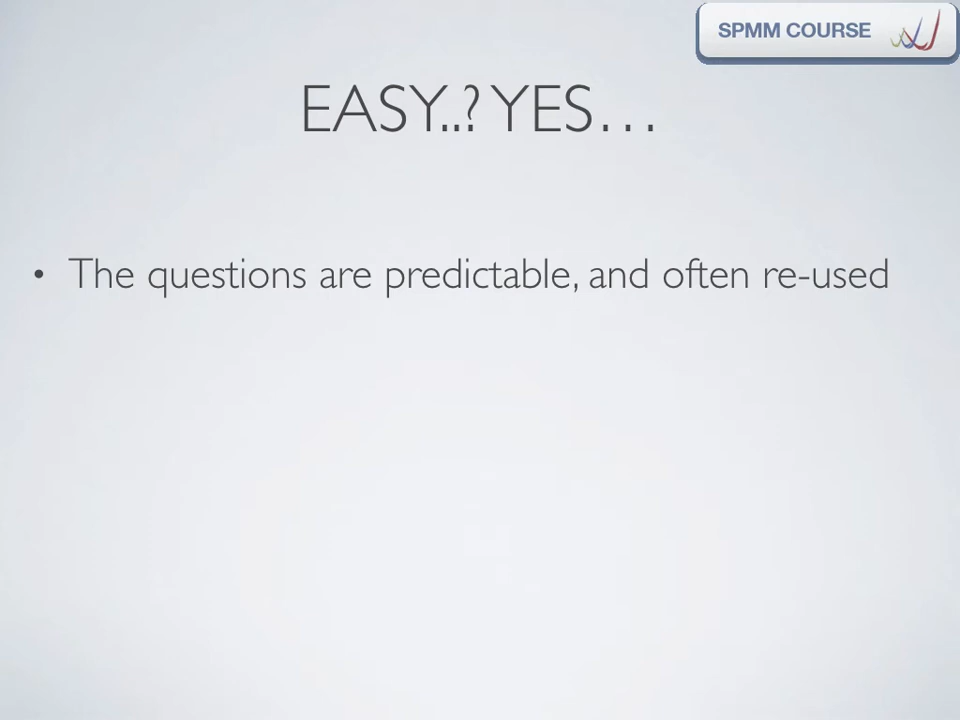 SPMM COURSE
EASY..? YES…
• The questions are predictable, and often re-used